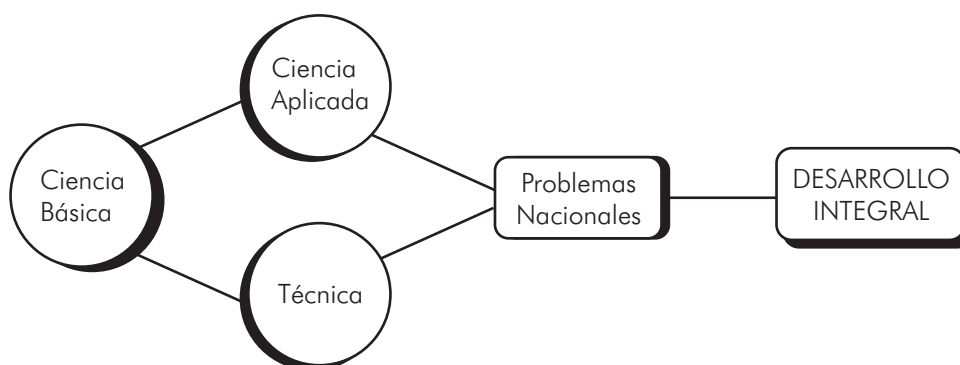 Ciencia
Aplicada
Ciencia
Básica
Problemas
Nacionales
DESARROLLO
INTEGRAL
Técnica